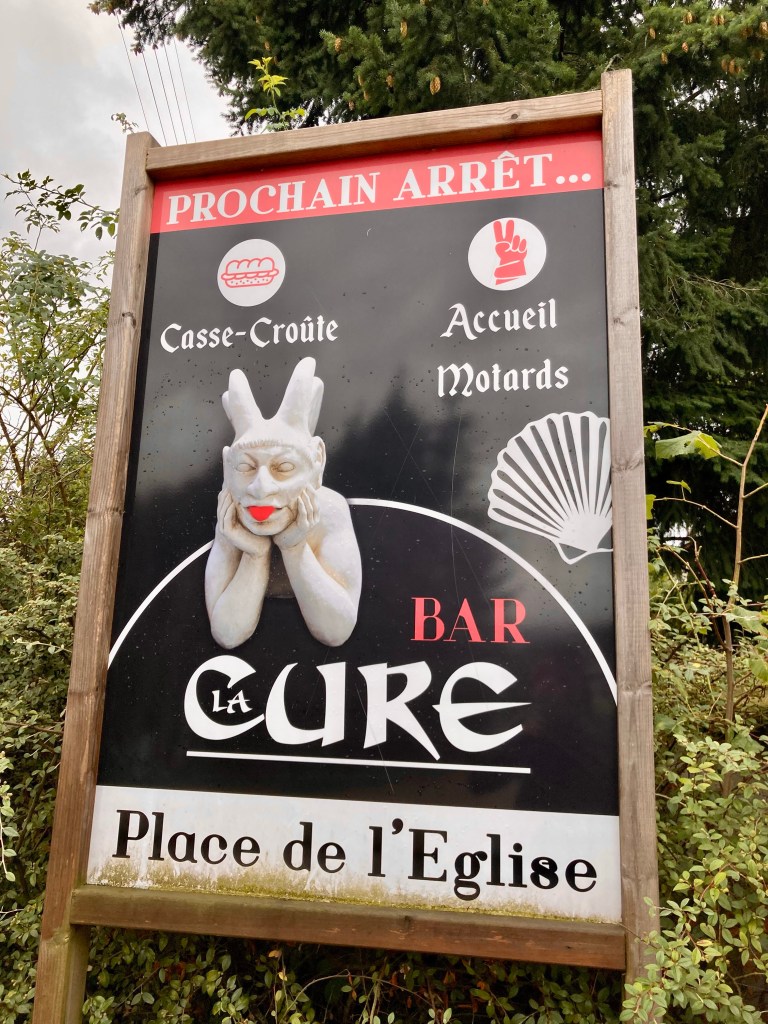 PROCHAIN ARRÊT...
Casse-Croûte
Accueil
Motards
BAR
LA CURE
Place de l'Eglise